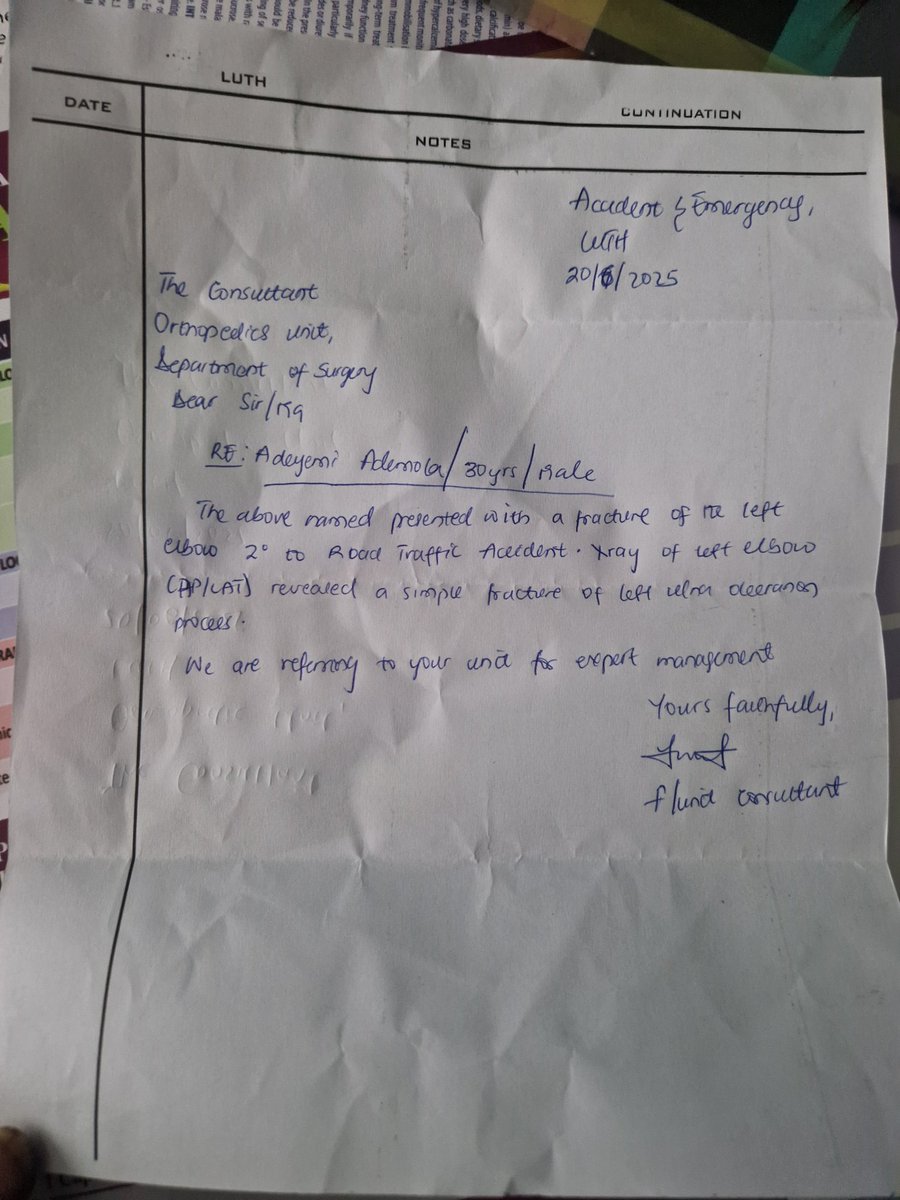 LUTH
CONTINUATION
DATE
NOTES
Accident & Emergency,
LUTH
20/6/2025
The Consultant
Orthopedics unit,
Department of Surgery
Dear Sir/Ma
RE: Adeyemi Ademola/30yrs/Male
The above named presented with a fracture of the left
elbow 2° to Road Traffic Accident. Xray of left elbow
(AP/LAT) revealed a simple fracture of left ulna olecranon
process.
We are referring to your unit for expert management
Yours faithfully,
f/unit consultant